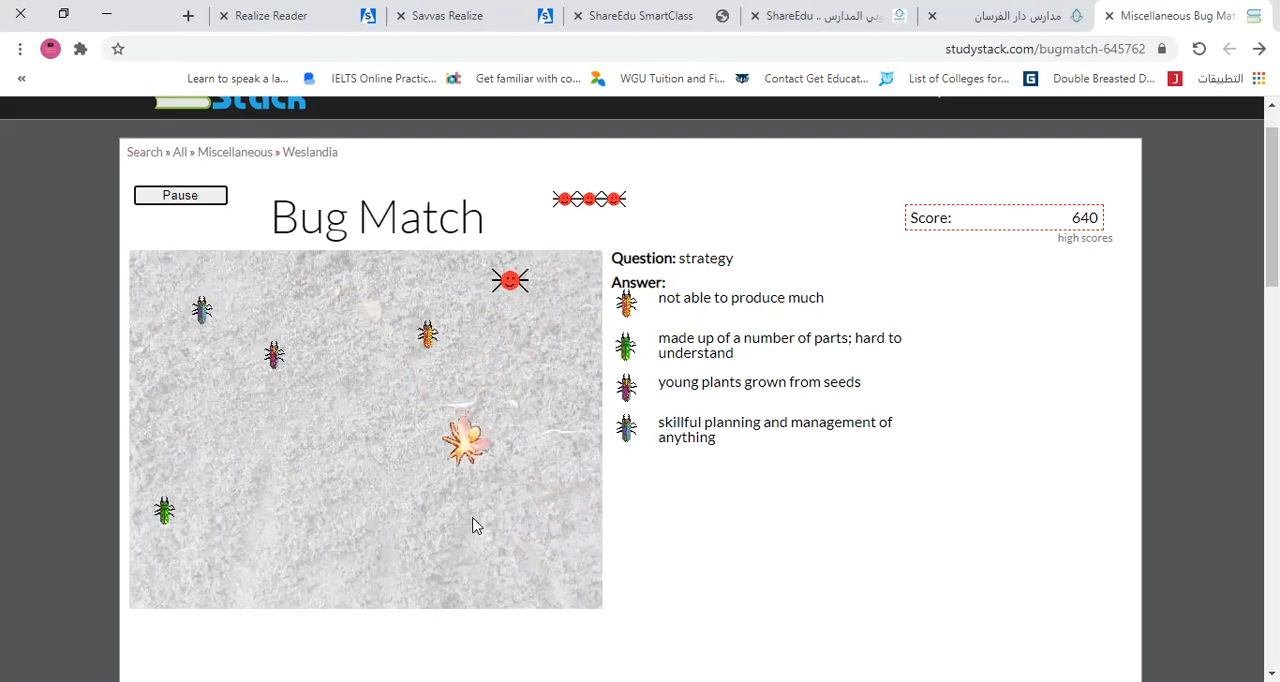 Realize Reader
Savvas Realize
ShareEdu SmartClass
ShareEdu .. بي المدارس
مدارس دار الفرسان
Miscellaneous Bug Mat
studystack.com/bugmatch-645762
Learn to speak a la...
IELTS Online Practic...
Get familiar with co...
WGU Tuition and Fi...
Contact Get Educat...
List of Colleges for...
Double Breasted D...
التطبيقات
Stack
Search » All » Miscellaneous » Weslandia
Pause
Bug Match
Score: 640
high scores
Question: strategy
Answer:
not able to produce much
made up of a number of parts; hard to
understand
young plants grown from seeds
skillful planning and management of
anything